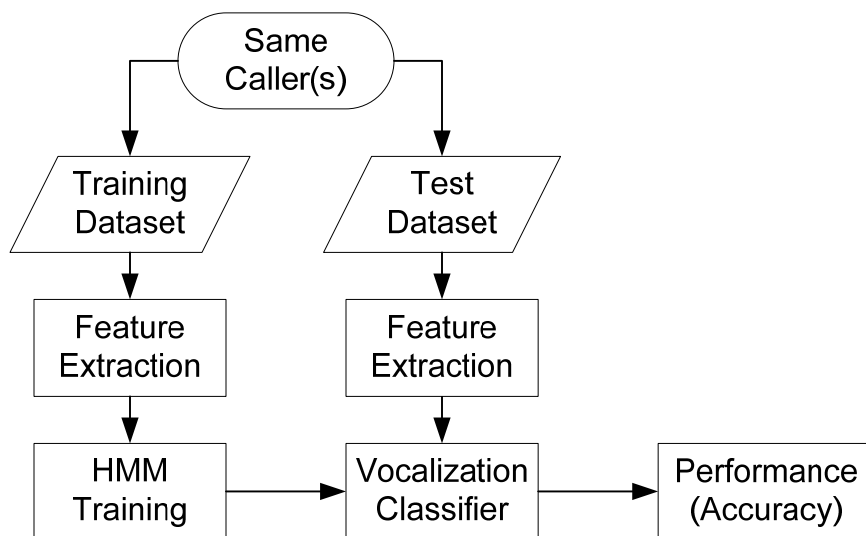 Same
Caller(s)
Training
Dataset
Test
Dataset
Feature
Extraction
Feature
Extraction
HMM
Training
Vocalization
Classifier
Performance
(Accuracy)